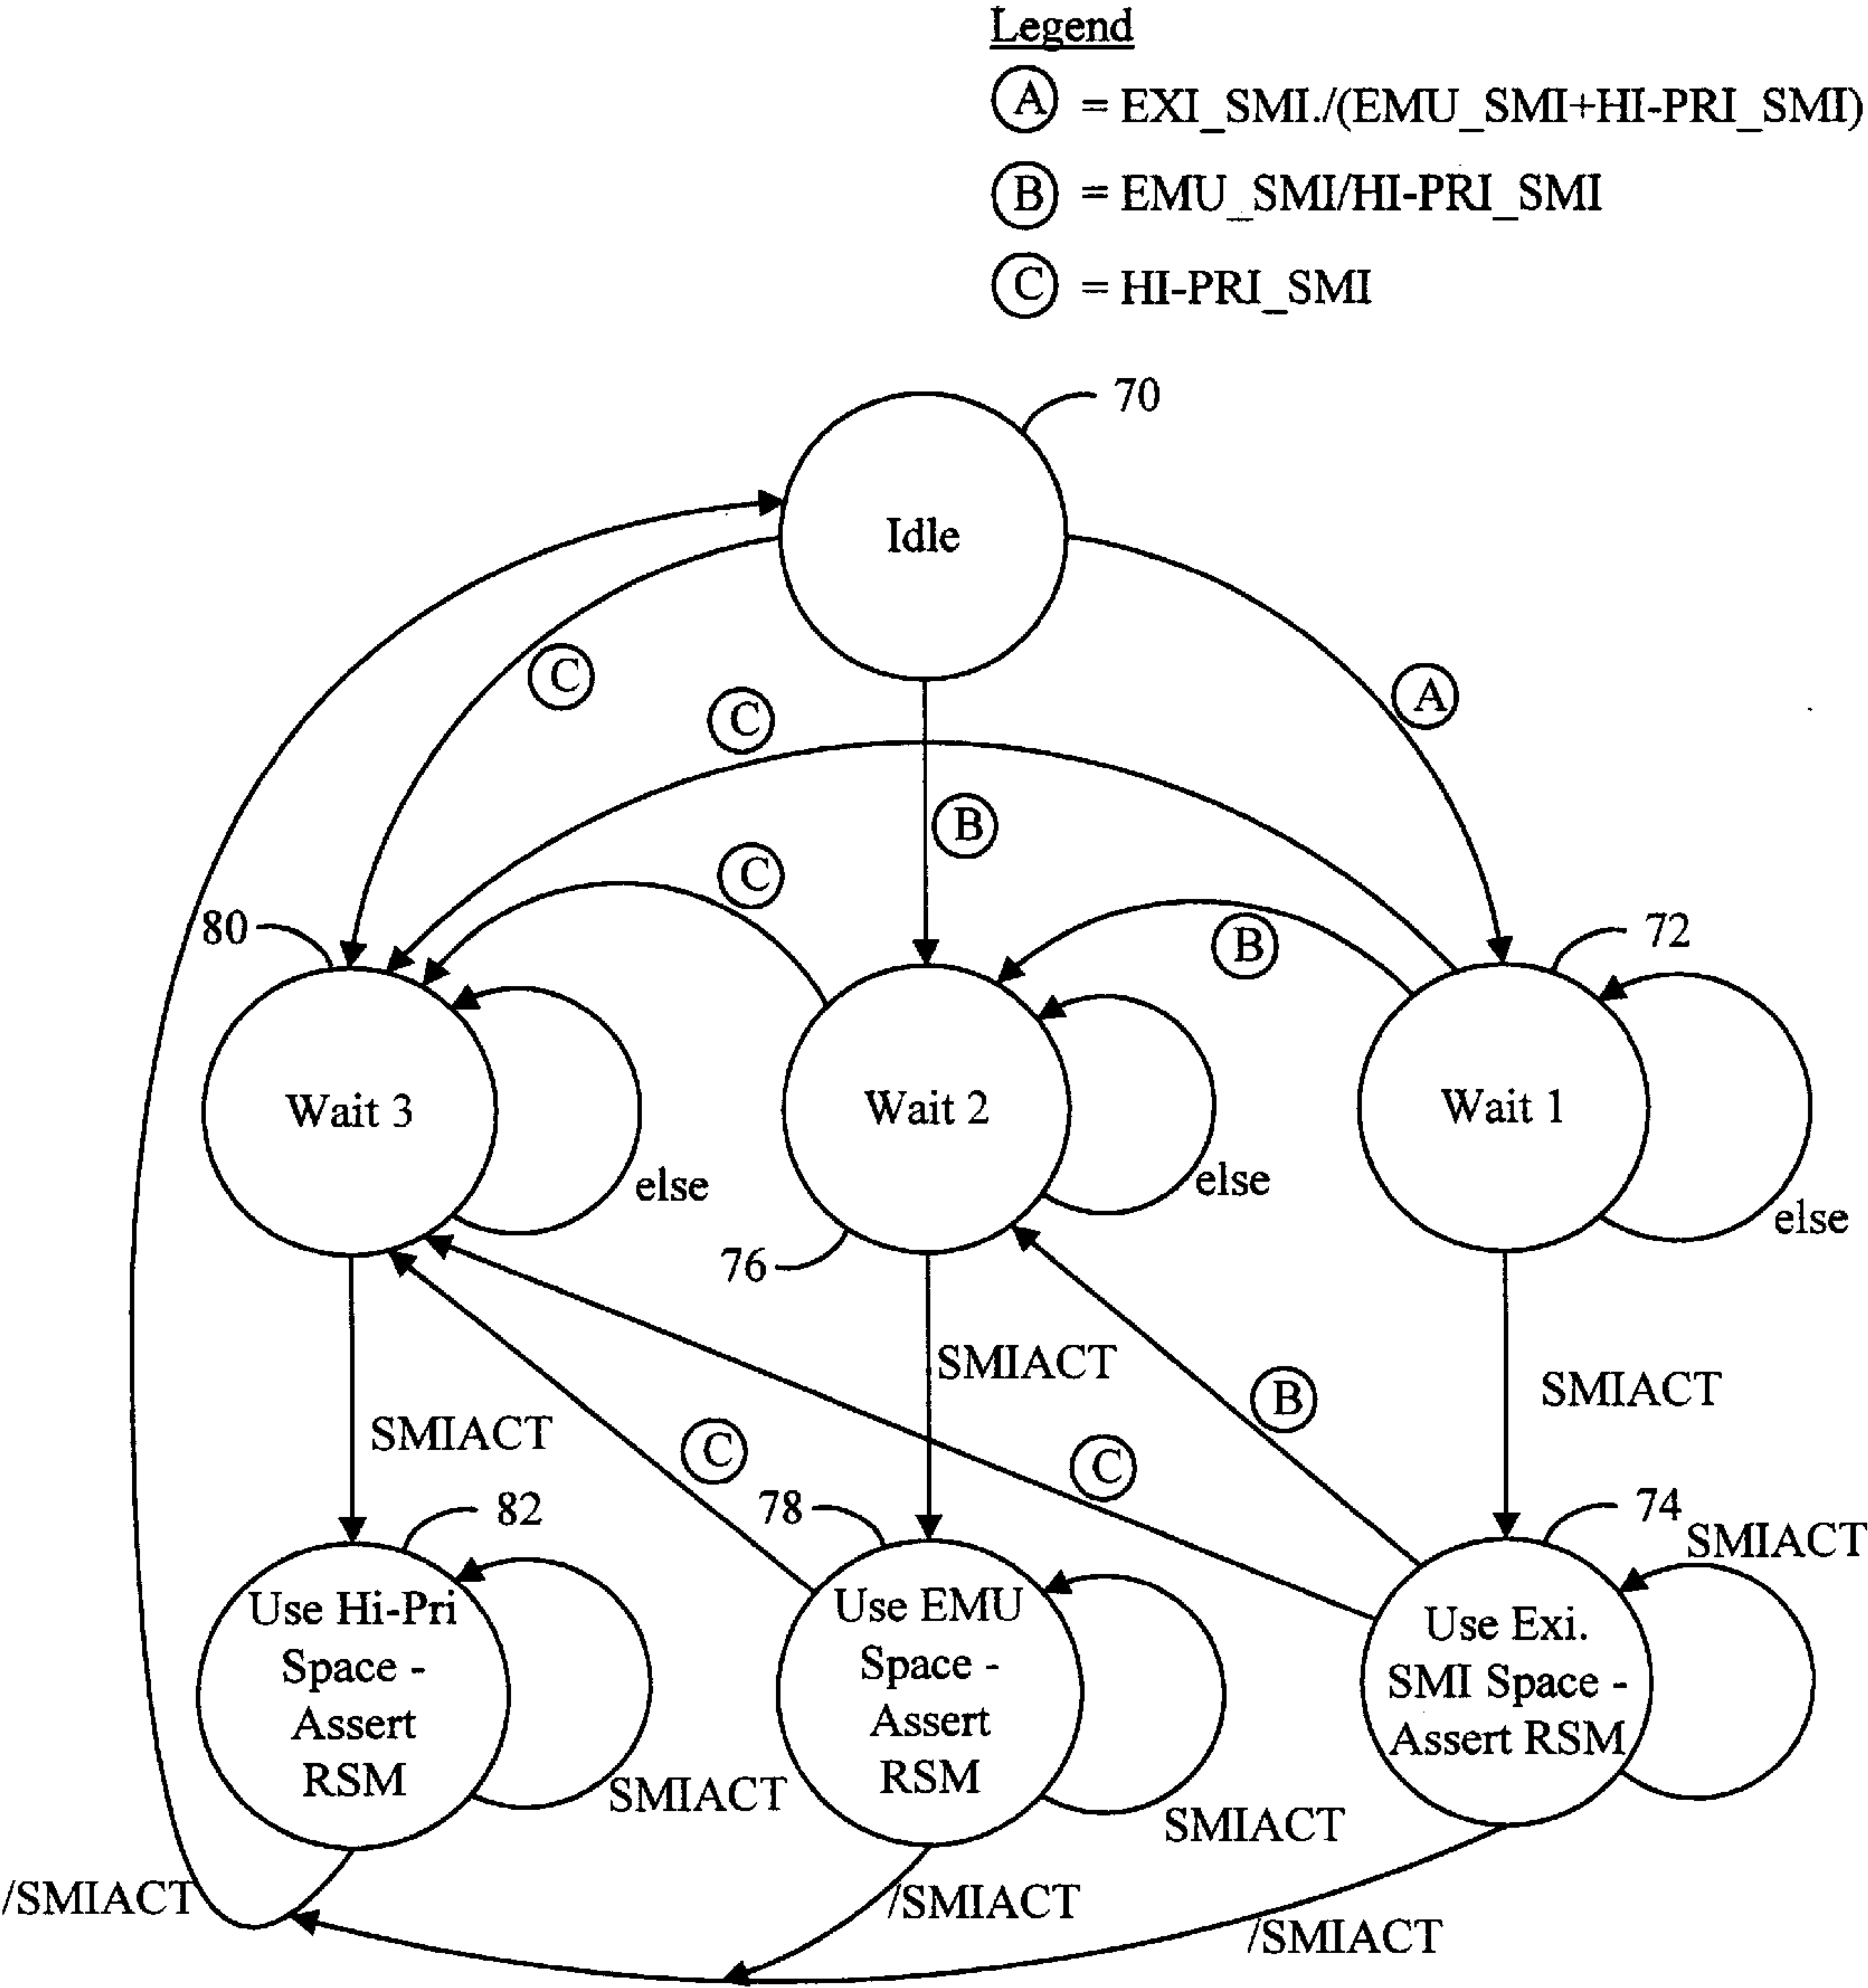 Legend
A = EXI_SMI./(EMU_SMI+HI-PRI_SMI)
B = EMU_SMI/HI-PRI_SMI
C = HI-PRI_SMI
70
Idle
C
A
C
B
C
B
80
72
Wait 3
Wait 2
Wait 1
else
else
else
76
SMIACT
B
SMIACT
SMIACT
C
C
82
78
74
SMIACT
Use Hi-Pri
Space -
Assert
RSM
Use EMU
Space -
Assert
RSM
Use Exi.
SMI Space -
Assert RSM
SMIACT
SMIACT
/SMIACT
/SMIACT
/SMIACT